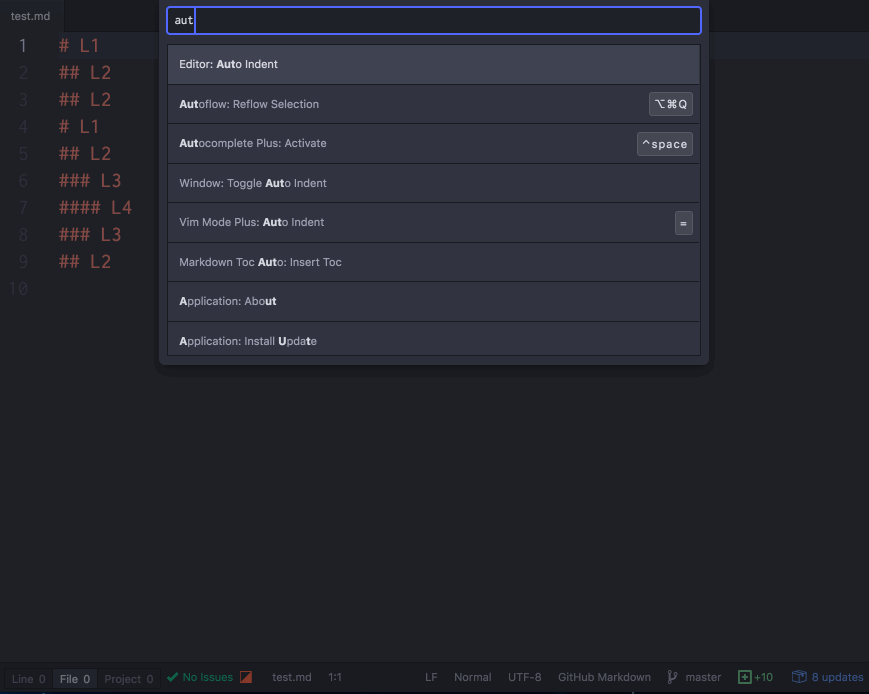 test.md
aut
1 # L1
2 ## L2
3 ## L2
4 # L1
5 ## L2
6 ### L3
7 #### L4
8 ### L3
9 ## L2
10
Editor: Auto Indent
Autoflow: Reflow Selection ⌥⌘Q
Autocomplete Plus: Activate ^space
Window: Toggle Auto Indent
Vim Mode Plus: Auto Indent =
Markdown Toc Auto: Insert Toc
Application: About
Application: Install Update
Line 0 File 0 Project 0 No Issues test.md 1:1 LF Normal UTF-8 GitHub Markdown master +10 8 updates